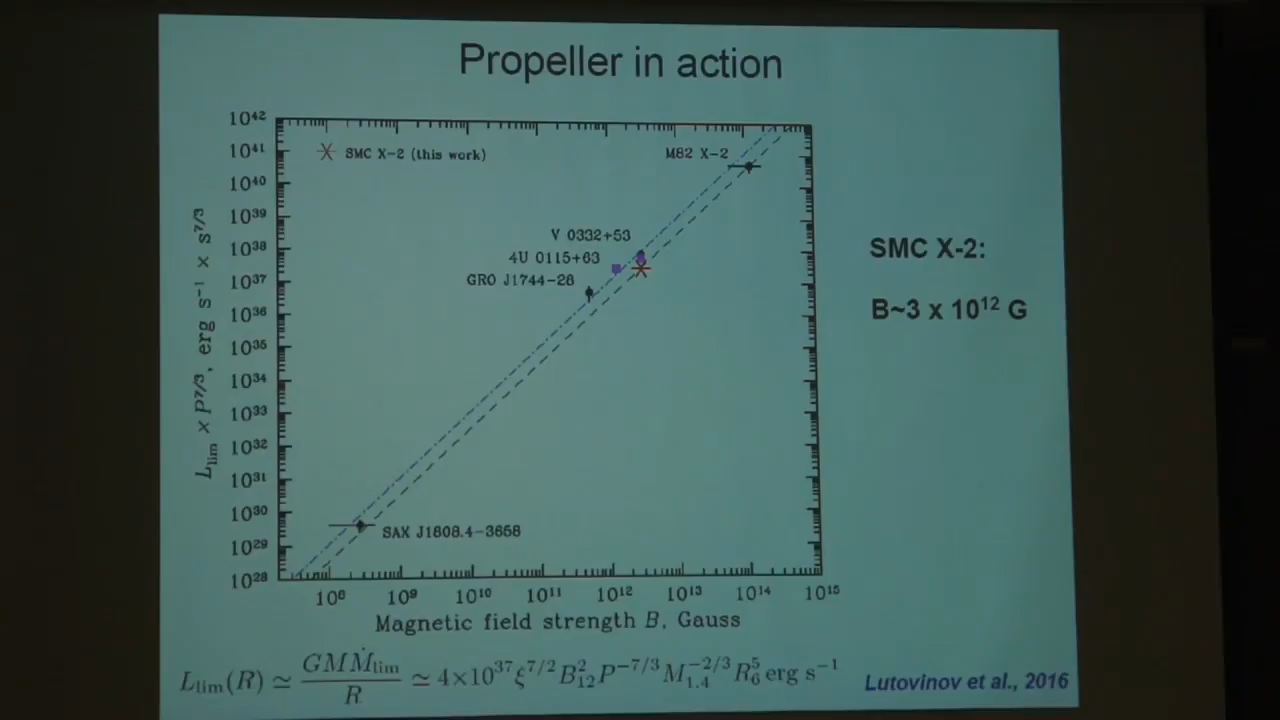 Propeller in action
10⁴²
10⁴¹
10⁴⁰
10³⁹
10³⁸
10³⁷
10³⁶
10³⁵
10³⁴
10³³
10³²
10³¹
10³⁰
10²⁹
10²⁸
L_lim × P^7/3, erg s⁻¹ × s^7/3
SMC X-2 (this work)
M82 X-2
V 0332+53
4U 0115+63
GRO J1744-28
SAX J1808.4-3658
10⁸ 10⁹ 10¹⁰ 10¹¹ 10¹² 10¹³ 10¹⁴ 10¹⁵
Magnetic field strength B, Gauss
SMC X-2:
B~3 x 10¹² G
L_lim(R) ≃ GMṀ_lim / R ≃ 4×10³⁷ ξ^7/2 B₁₂² P^−7/3 M_1.4^−2/3 R₆⁵ erg s⁻¹
Lutovinov et al., 2016